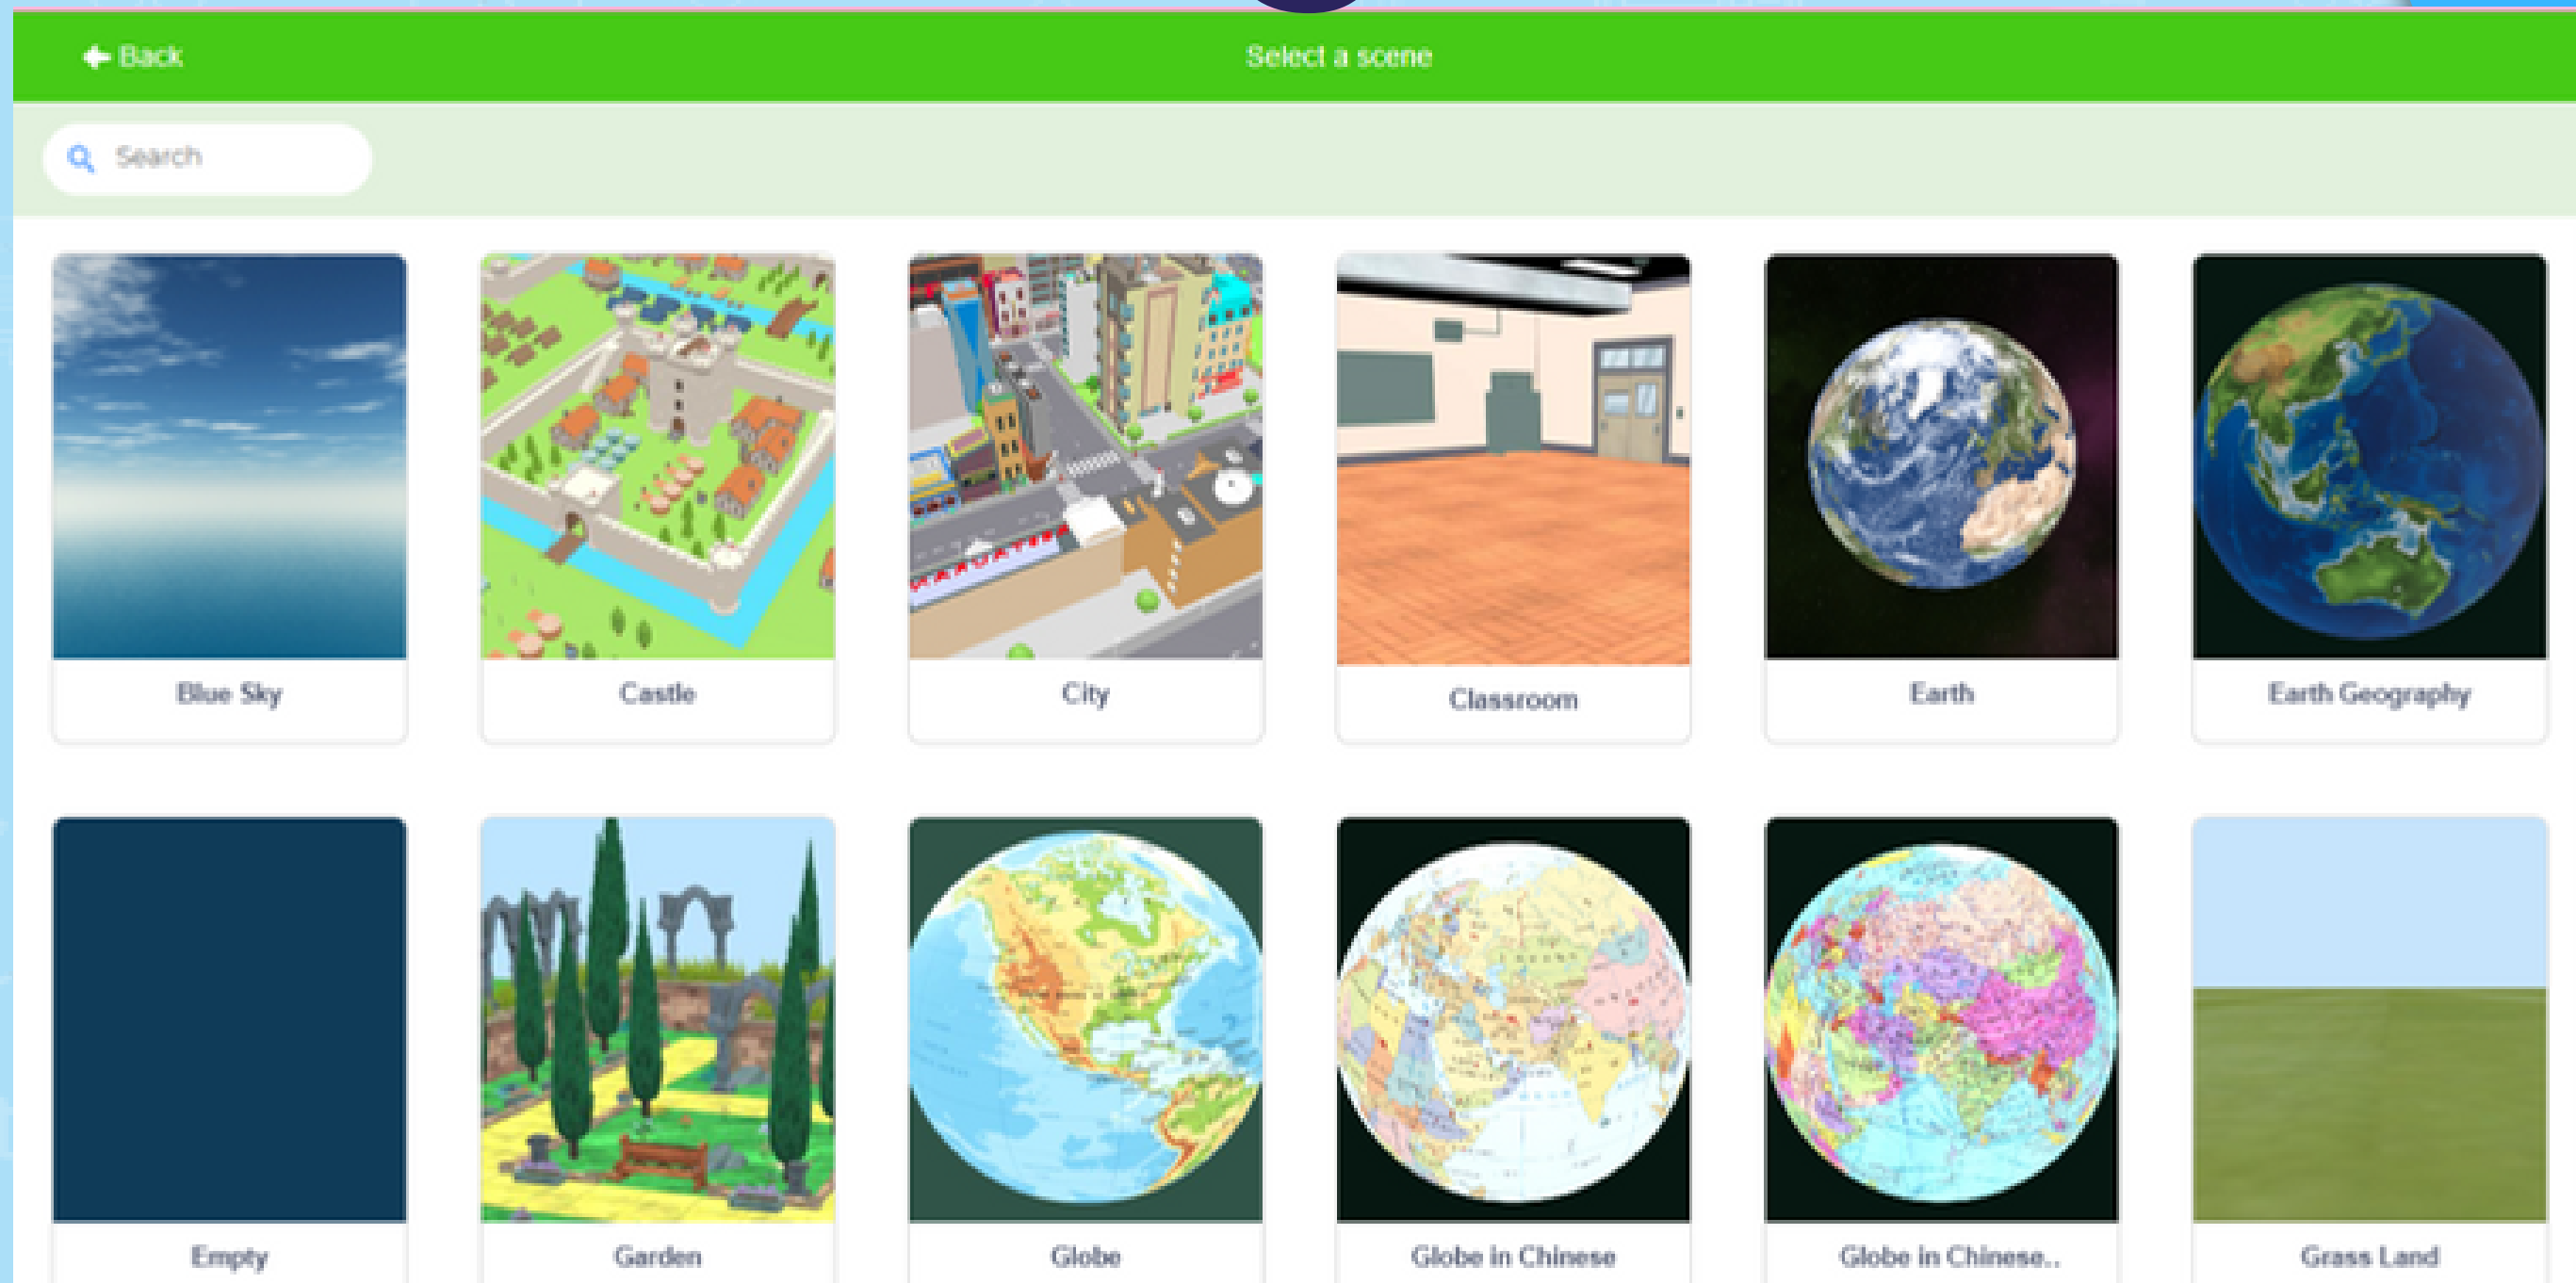 Back
Select a scene
Search
Blue Sky
Castle
City
Classroom
Earth
Earth Geography
Empty
Garden
Globe
Globe in Chinese
Globe in Chinese..
Grass Land